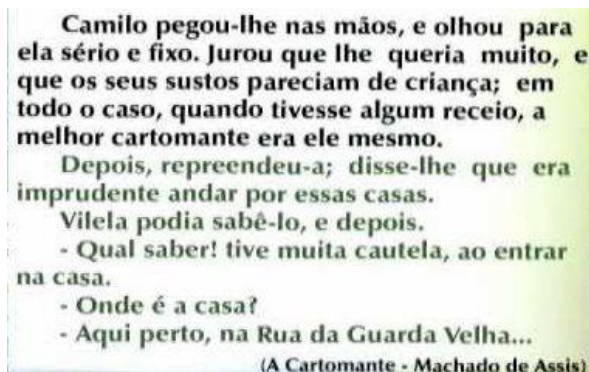 Camilo pegou-lhe nas mãos, e olhou para
ela sério e fixo. Jurou que lhe queria muito, e
que os seus sustos pareciam de criança; em
todo o caso, quando tivesse algum receio, a
melhor cartomante era ele mesmo.
Depois, repreendeu-a; disse-lhe que era
imprudente andar por essas casas.
Vilela podia sabê-lo, e depois.
- Qual saber! tive muita cautela, ao entrar
na casa.
- Onde é a casa?
- Aqui perto, na Rua da Guarda Velha...
(A Cartomante - Machado de Assis)